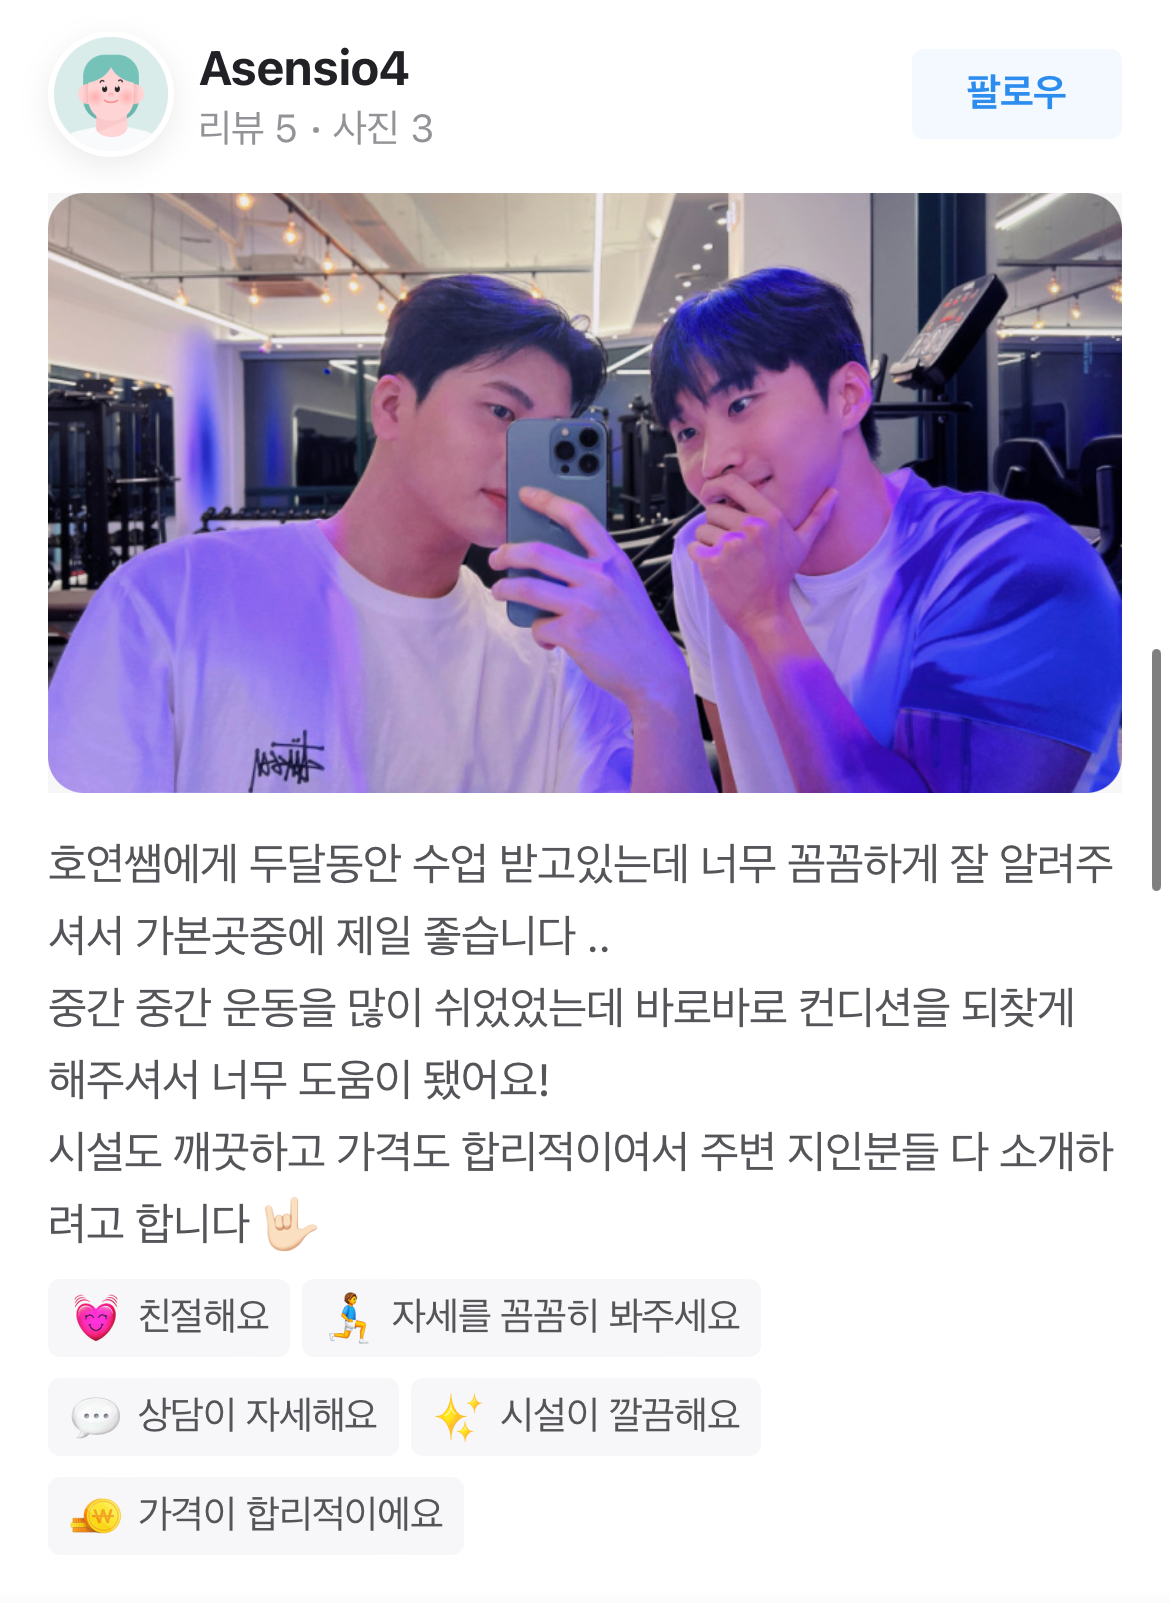 Asensio4
리뷰 5 · 사진 3
팔로우
호연쌤에게 두달동안 수업 받고있는데 너무 꼼꼼하게 잘 알려주
셔서 가본곳중에 제일 좋습니다 ..
중간 중간 운동을 많이 쉬었었는데 바로바로 컨디션을 되찾게
해주셔서 너무 도움이 됐어요!
시설도 깨끗하고 가격도 합리적이여서 주변 지인분들 다 소개하
려고 합니다 🤟🏻
💓 친절해요
자세를 꼼꼼히 봐주세요
💬 상담이 자세해요
✨ 시설이 깔끔해요
가격이 합리적이에요